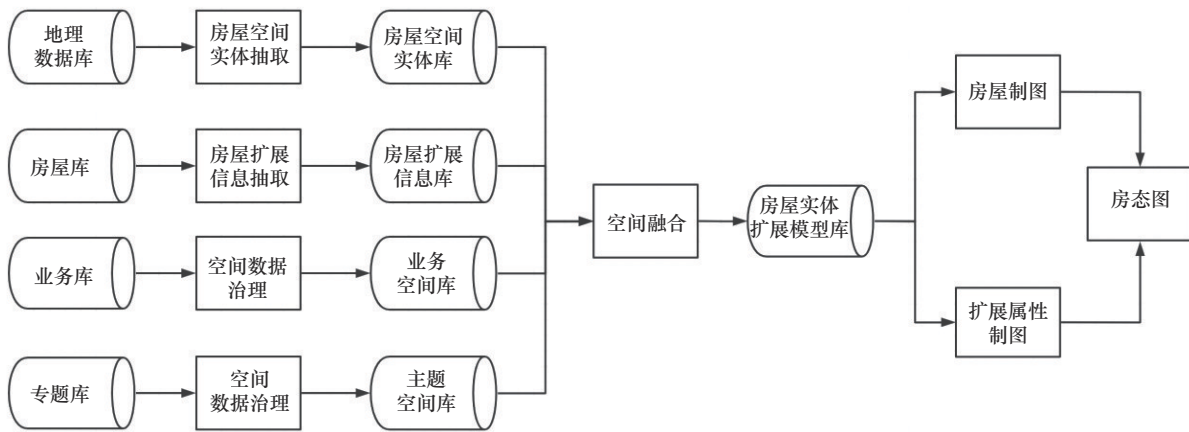 地理
数据库
房屋空间
实体抽取
房屋空间
实体库
房屋库
房屋扩展
信息抽取
房屋扩展
信息库
业务库
空间数据
治理
业务
空间库
专题库
空间
数据治理
主题
空间库
空间融合
房屋实体
扩展模型库
房屋制图
扩展属性
制图
房态图